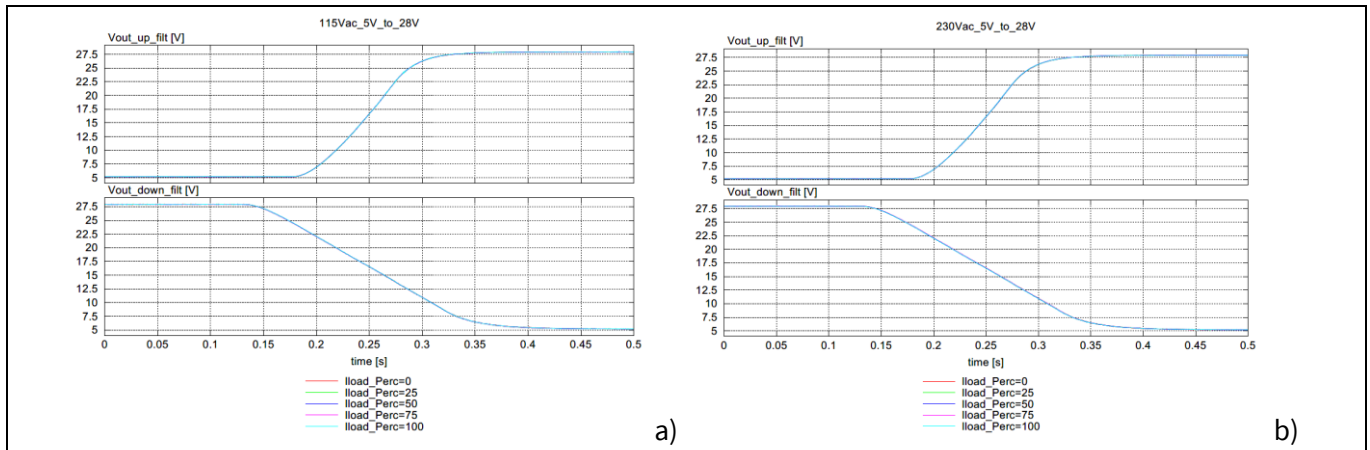 115Vac_5V_to_28V
Vout_up_filt [V]
27.5
25
22.5
20
17.5
15
12.5
10
7.5
5
Vout_down_filt [V]
27.5
25
22.5
20
17.5
15
12.5
10
7.5
5
0 0.05 0.1 0.15 0.2 0.25 0.3 0.35 0.4 0.45 0.5
time [s]
Iload_Perc=0
Iload_Perc=25
Iload_Perc=50
Iload_Perc=75
Iload_Perc=100
a)
230Vac_5V_to_28V
Vout_up_filt [V]
27.5
25
22.5
20
17.5
15
12.5
10
7.5
5
Vout_down_filt [V]
27.5
25
22.5
20
17.5
15
12.5
10
7.5
5
0 0.05 0.1 0.15 0.2 0.25 0.3 0.35 0.4 0.45 0.5
time [s]
Iload_Perc=0
Iload_Perc=25
Iload_Perc=50
Iload_Perc=75
Iload_Perc=100
b)